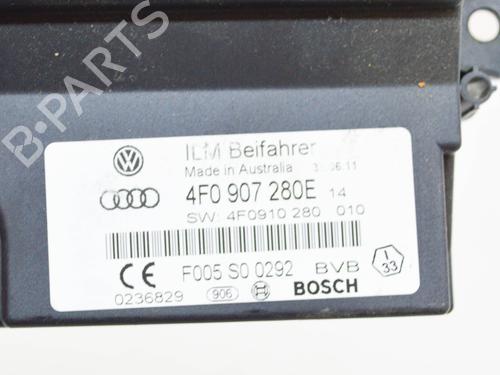 B-PARTS
ILM Beifahrer
Made in Australia
4F0 907 280E 14
SW: 4F0910 280 010
CE F005 S0 0292 BVB I 33
0236829 906 BOSCH